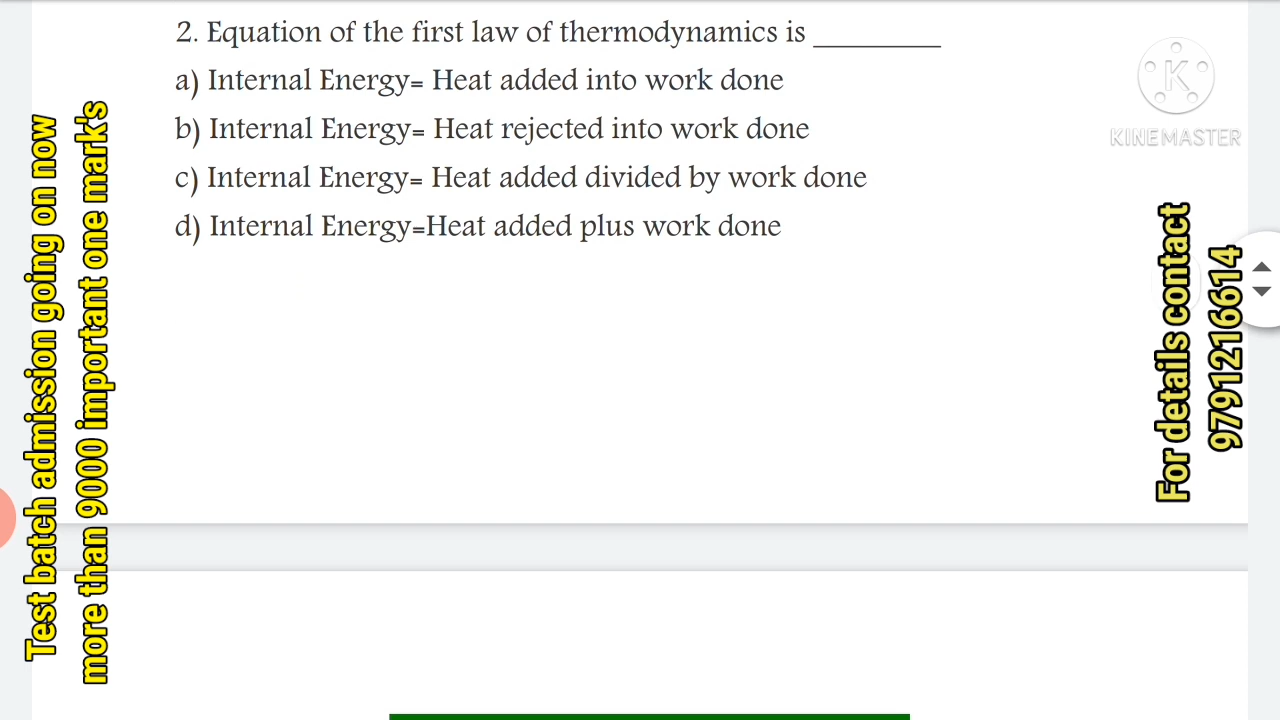 2. Equation of the first law of thermodynamics is _________
a) Internal Energy= Heat added into work done
b) Internal Energy= Heat rejected into work done
c) Internal Energy= Heat added divided by work done
d) Internal Energy=Heat added plus work done
Test batch admission going on now
more than 9000 important one mark's
K
KINEMASTER
For details contact
9791216614